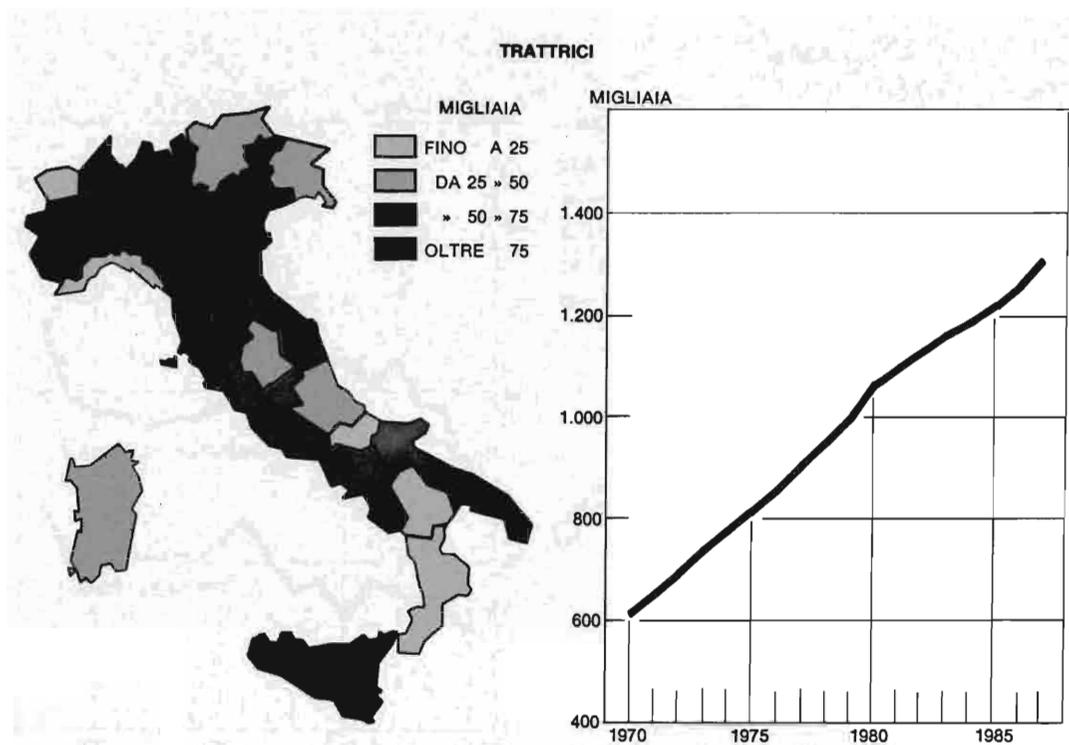 TRATTRICI
MIGLIAIA
FINO A 25
DA 25 » 50
» 50 » 75
OLTRE 75
MIGLIAIA
1.400
1.200
1.000
800
600
400
1970 1975 1980 1985